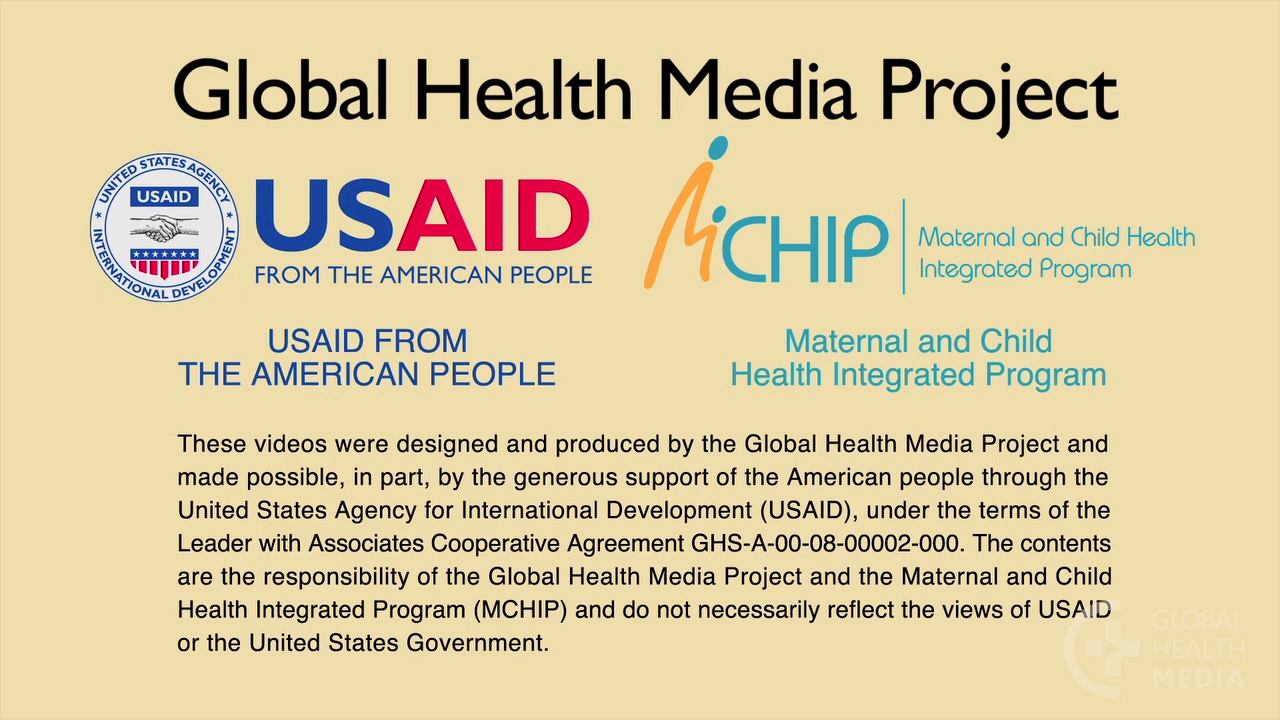 Global Health Media Project
UNITED STATES AGENCY
USAID
INTERNATIONAL DEVELOPMENT
USAID
FROM THE AMERICAN PEOPLE
MCHIP
Maternal and Child Health
Integrated Program
USAID FROM
THE AMERICAN PEOPLE
Maternal and Child
Health Integrated Program
These videos were designed and produced by the Global Health Media Project and
made possible, in part, by the generous support of the American people through the
United States Agency for International Development (USAID), under the terms of the
Leader with Associates Cooperative Agreement GHS-A-00-08-00002-000. The contents
are the responsibility of the Global Health Media Project and the Maternal and Child
Health Integrated Program (MCHIP) and do not necessarily reflect the views of USAID
or the United States Government.
GLOBAL
HEALTH
MEDIA